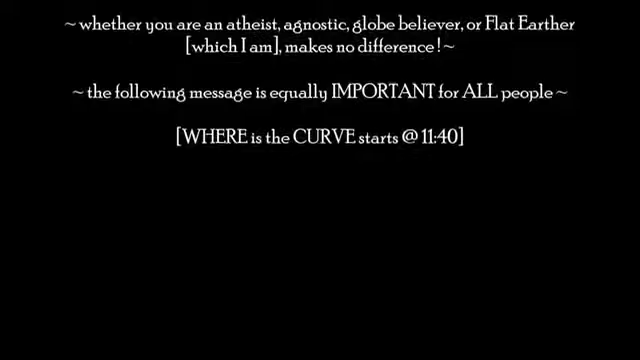 ~ whether you are an atheist, agnostic, globe believer, or Flat Earther
[which I am], makes no difference! ~
~ the following message is equally IMPORTANT for ALL people ~
[WHERE is the CURVE starts @ 11:40]